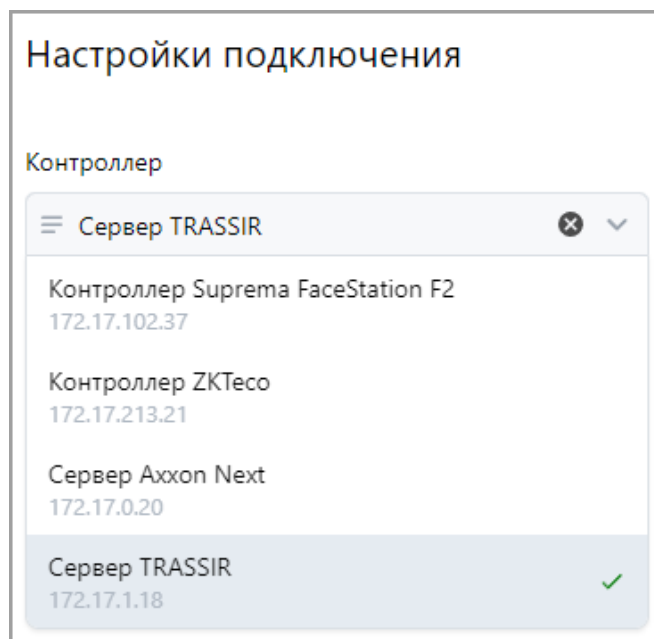 Настройки подключения
Контроллер
Сервер TRASSIR
Контроллер Suprema FaceStation F2
172.17.102.37
Контроллер ZKTeco
172.17.213.21
Сервер Axxon Next
172.17.0.20
Сервер TRASSIR
172.17.1.18